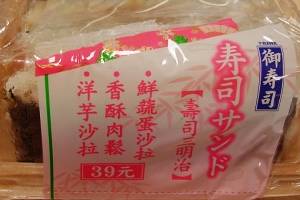 御寿司
寿司サンド
【壽司三明治】
・鮮蔬蛋沙拉
・香酥肉鬆
・洋芋沙拉
39元